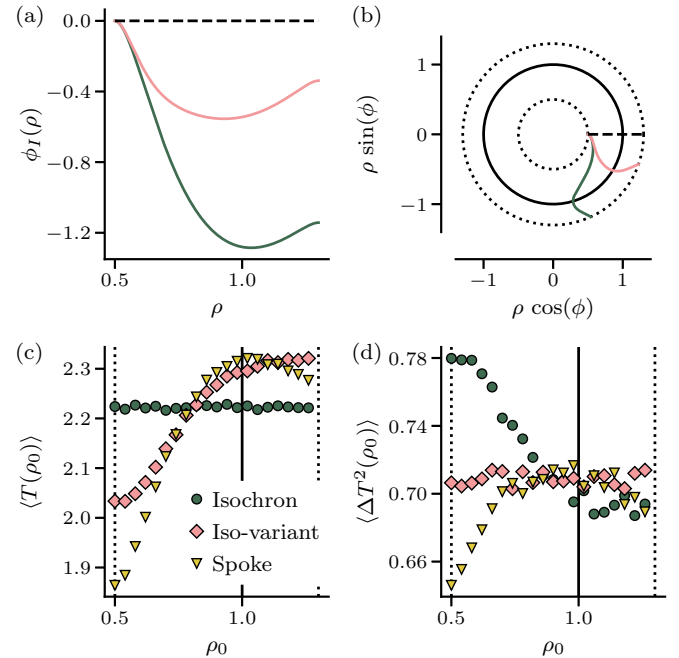 (a)
0.0
−0.4
−0.8
−1.2
ϕ_I(ρ)
0.5
1.0
ρ
(b)
1
0
−1
ρ sin(ϕ)
−1
0
1
ρ cos(ϕ)
(c)
2.3
2.2
2.1
2.0
1.9
⟨T(ρ₀)⟩
Isochron
Iso-variant
Spoke
0.5
1.0
ρ₀
(d)
0.78
0.74
0.70
0.66
⟨ΔT²(ρ₀)⟩
0.5
1.0
ρ₀